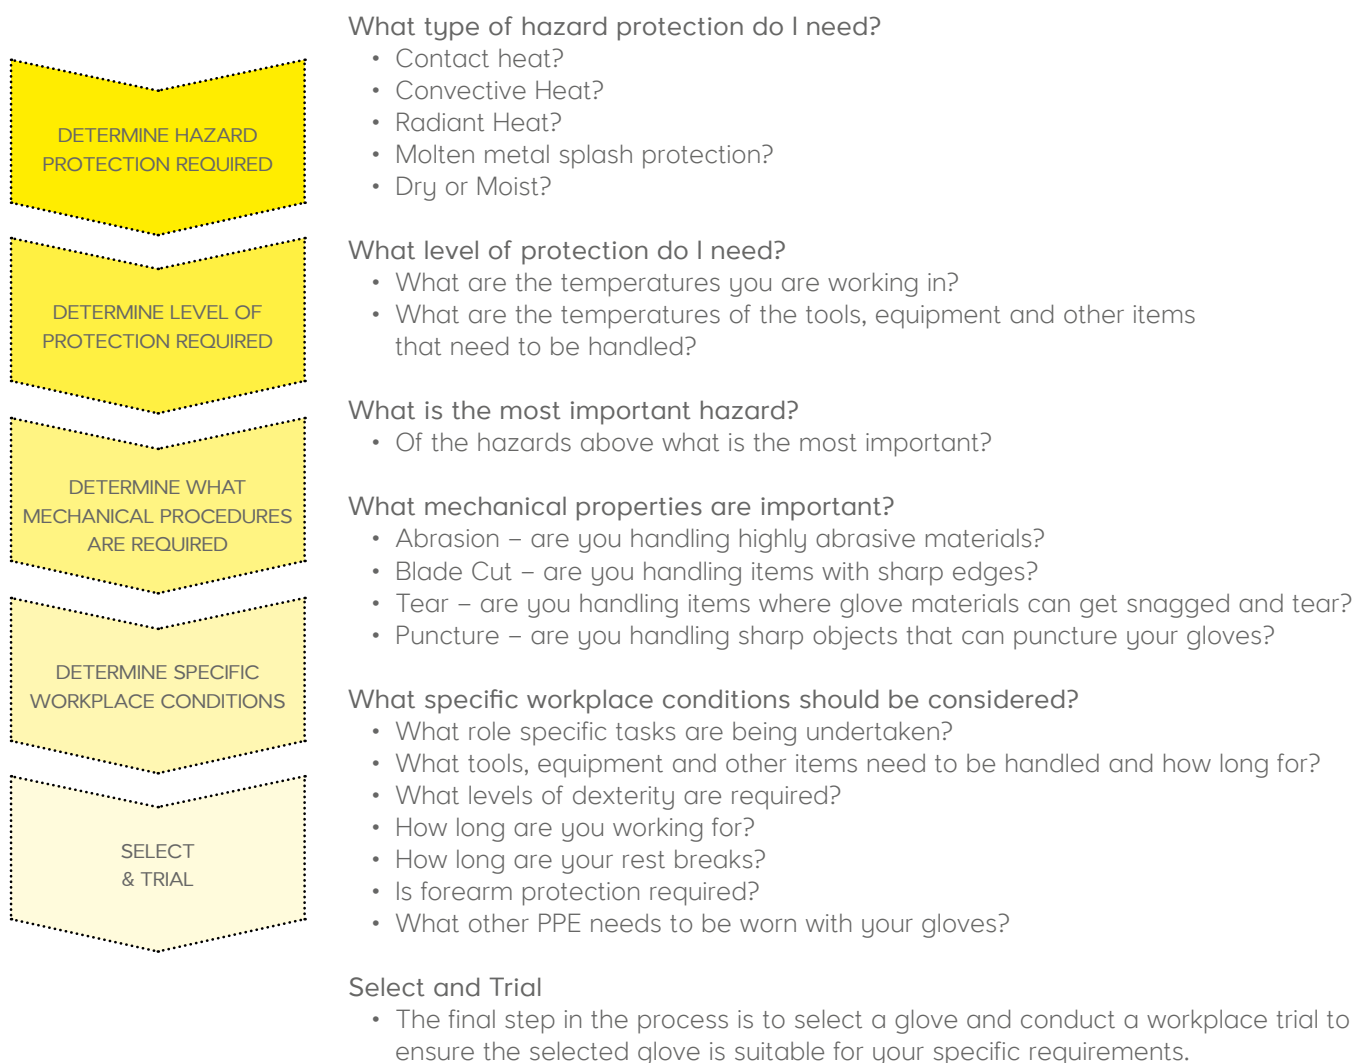 DETERMINE HAZARD
PROTECTION REQUIRED
DETERMINE LEVEL OF
PROTECTION REQUIRED
DETERMINE WHAT
MECHANICAL PROCEDURES
ARE REQUIRED
DETERMINE SPECIFIC
WORKPLACE CONDITIONS
SELECT
& TRIAL
What type of hazard protection do I need?
• Contact heat?
• Convective Heat?
• Radiant Heat?
• Molten metal splash protection?
• Dry or Moist?
What level of protection do I need?
• What are the temperatures you are working in?
• What are the temperatures of the tools, equipment and other items
that need to be handled?
What is the most important hazard?
• Of the hazards above what is the most important?
What mechanical properties are important?
• Abrasion – are you handling highly abrasive materials?
• Blade Cut – are you handling items with sharp edges?
• Tear – are you handling items where glove materials can get snagged and tear?
• Puncture – are you handling sharp objects that can puncture your gloves?
What specific workplace conditions should be considered?
• What role specific tasks are being undertaken?
• What tools, equipment and other items need to be handled and how long for?
• What levels of dexterity are required?
• How long are you working for?
• How long are your rest breaks?
• Is forearm protection required?
• What other PPE needs to be worn with your gloves?
Select and Trial
• The final step in the process is to select a glove and conduct a workplace trial to
ensure the selected glove is suitable for your specific requirements.